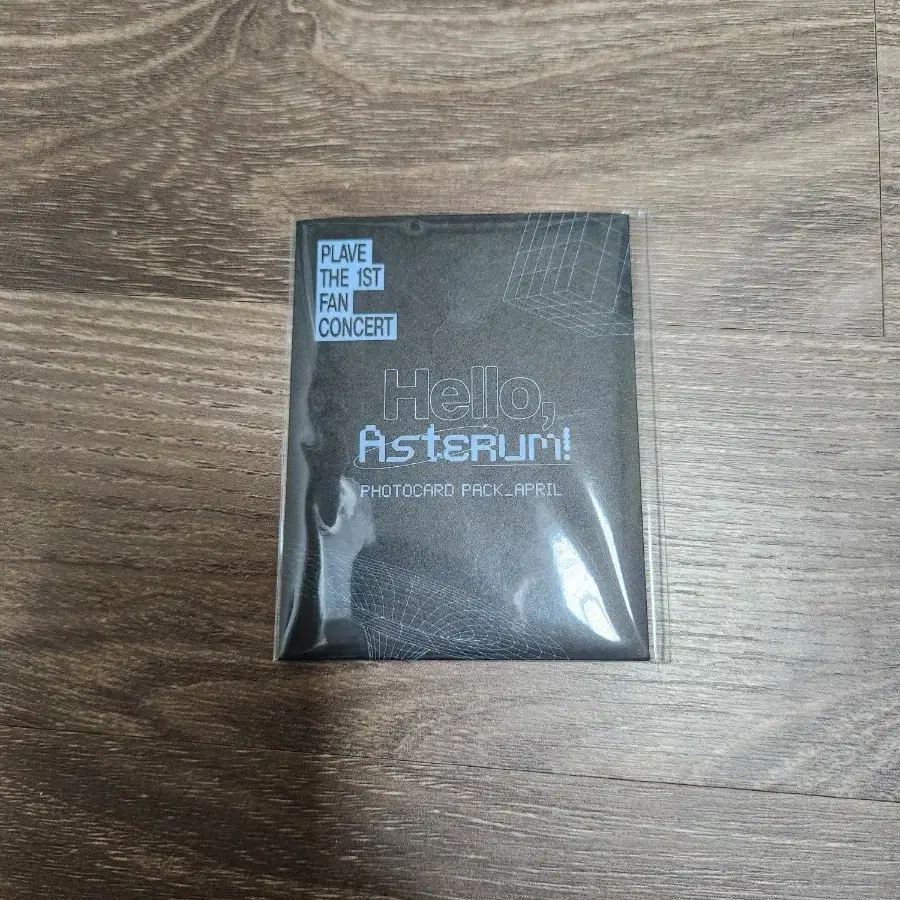 PLAVE
THE 1ST
FAN
CONCERT
Hello,
Asterum!
PHOTOCARD PACK_APRIL